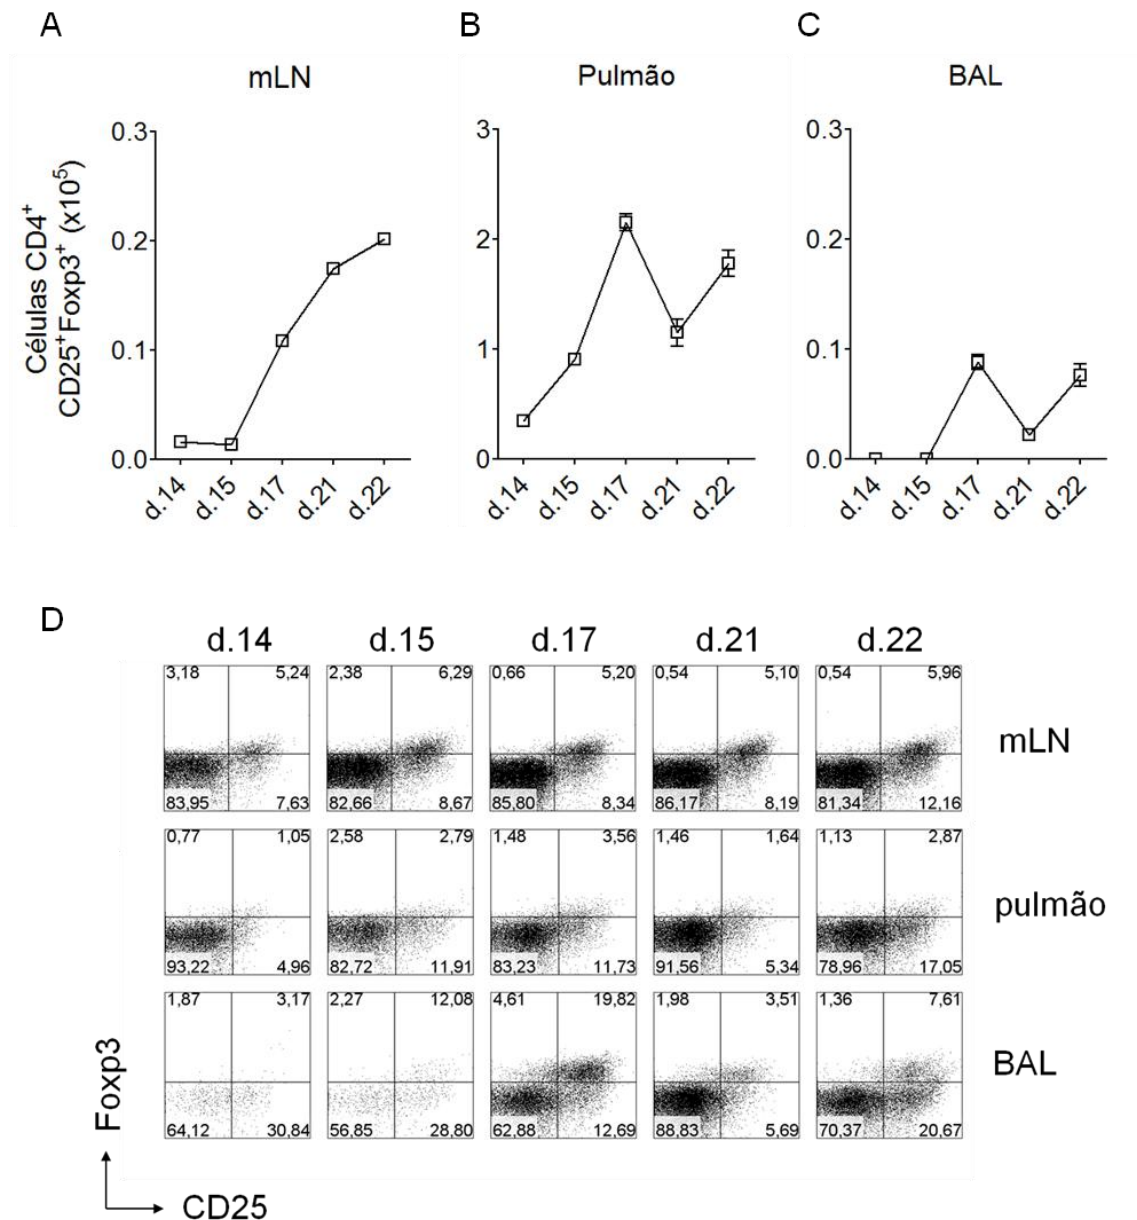 A
B
C
mLN
Pulmão
BAL
Células CD4⁺
CD25⁺Foxp3⁺ (x10⁵)
0.3
0.2
0.1
0.0
d.14
d.15
d.17
d.21
d.22
3
2
1
0
d.14
d.15
d.17
d.21
d.22
0.3
0.2
0.1
0.0
d.14
d.15
d.17
d.21
d.22
D
d.14 d.15 d.17 d.21 d.22
3,18 5,24 2,38 6,29 0,66 5,20 0,54 5,10 0,54 5,96
mLN
83,95 7,63 82,66 8,67 85,80 8,34 86,17 8,19 81,34 12,16
0,77 1,05 2,58 2,79 1,48 3,56 1,46 1,64 1,13 2,87
pulmão
93,22 4,96 82,72 11,91 83,23 11,73 91,56 5,34 78,96 17,05
1,87 3,17 2,27 12,08 4,61 19,82 1,98 3,51 1,36 7,61
BAL
64,12 30,84 56,85 28,80 62,88 12,69 88,83 5,69 70,37 20,67
Foxp3
CD25